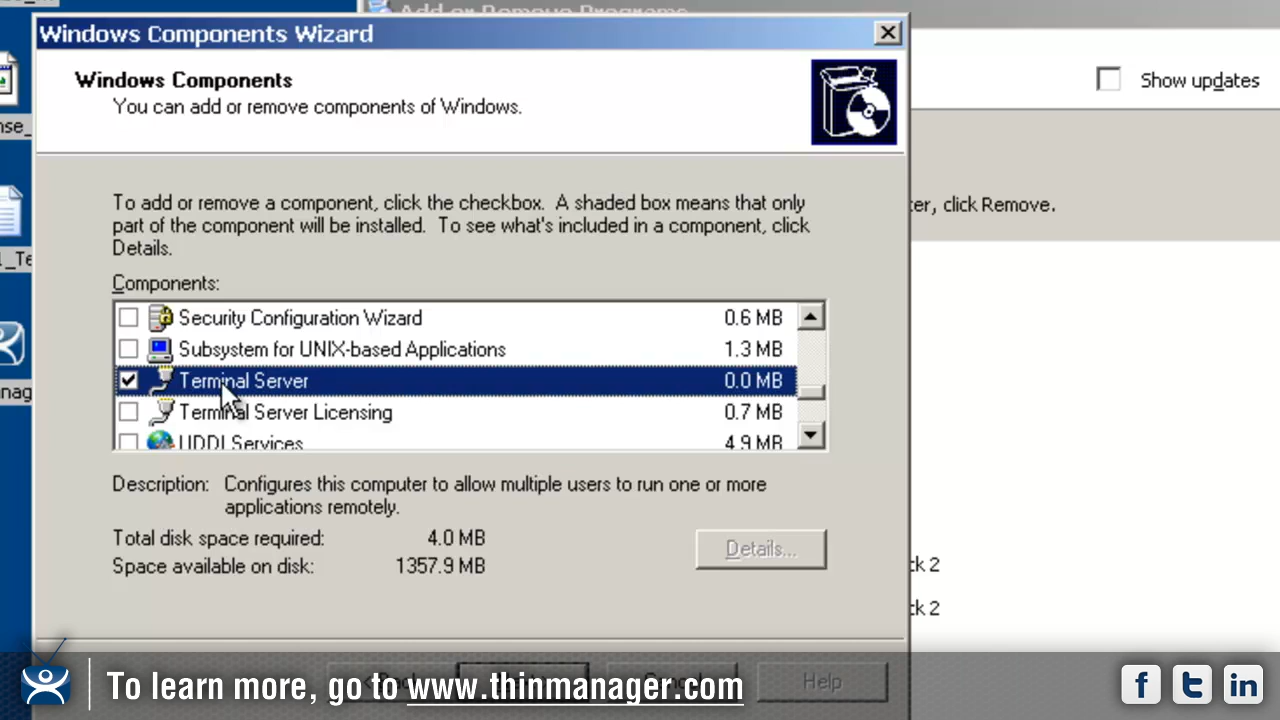 Add or Remove Programs
Windows Components Wizard
Windows Components
You can add or remove components of Windows.
Show updates
To add or remove a component, click the checkbox. A shaded box means that only
part of the component will be installed. To see what's included in a component, click
Details.
er, click Remove.
Components:
Security Configuration Wizard 0.6 MB
Subsystem for UNIX-based Applications 1.3 MB
Terminal Server 0.0 MB
Terminal Server Licensing 0.7 MB
UDDI Services 4.9 MB
Description: Configures this computer to allow multiple users to run one or more
applications remotely.
Total disk space required: 4.0 MB
Space available on disk: 1357.9 MB
Details...
ck 2
ck 2
Help
To learn more, go to www.thinmanager.com
f t in